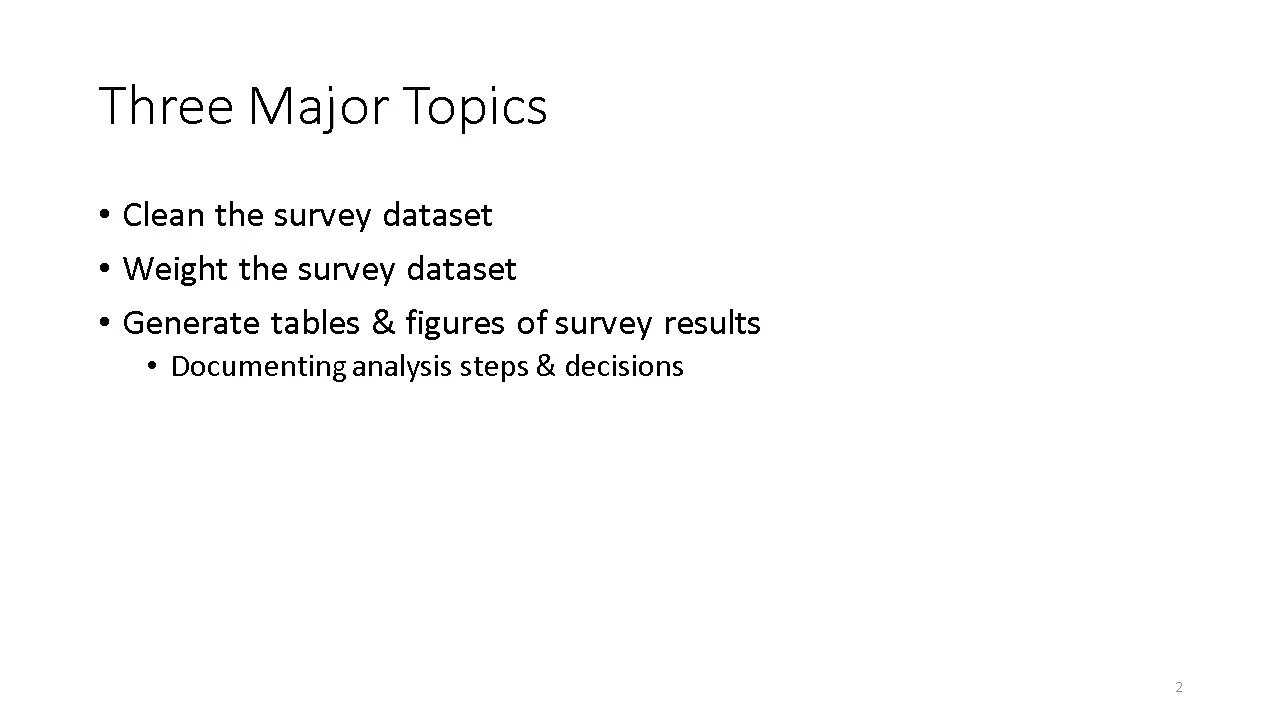 Three Major Topics
• Clean the survey dataset
• Weight the survey dataset
• Generate tables & figures of survey results
• Documenting analysis steps & decisions
2